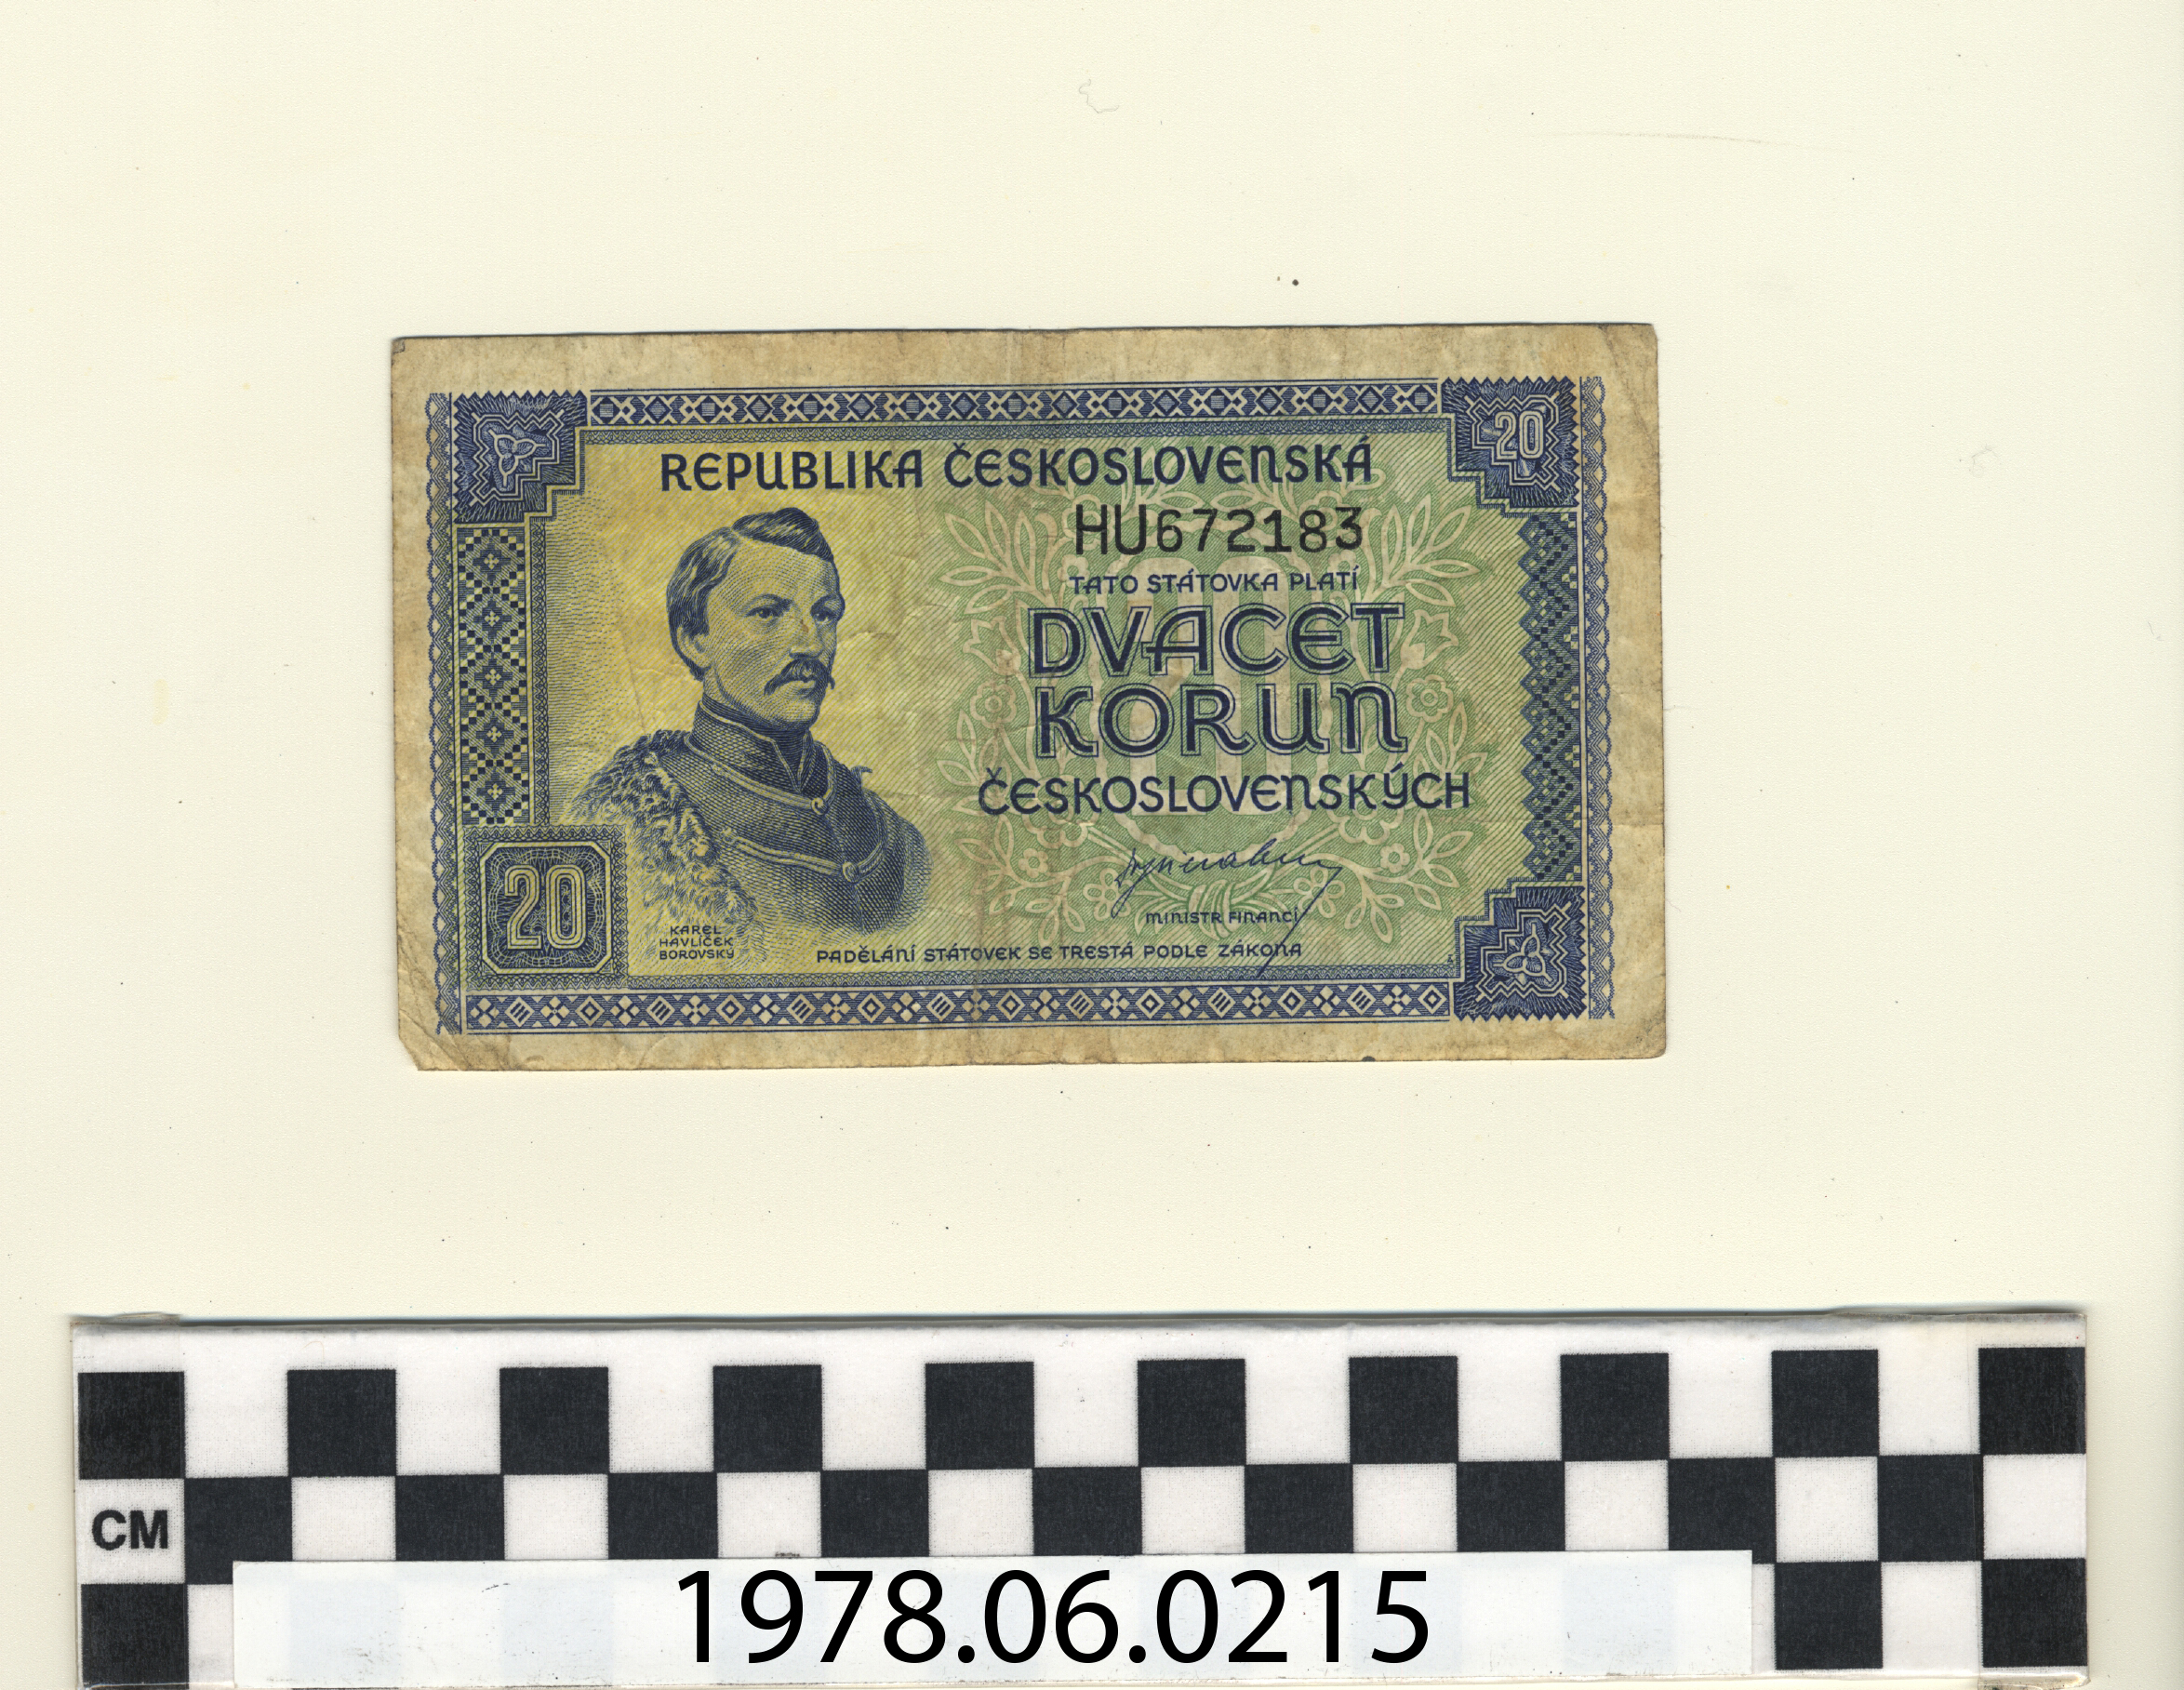 20
REPUBLIKA ČESKOSLOVENSKÁ
HU672183
TATO STÁTOVKA PLATÍ
DVACET
KORUN
ČESKOSLOVENSKÝCH
MINISTR FINANCÍ
20
KAREL
HAVLÍČEK
BOROVSKÝ
PADĚLÁNÍ STÁTOVEK SE TRESTÁ PODLE ZÁKONA
CM
1978.06.0215